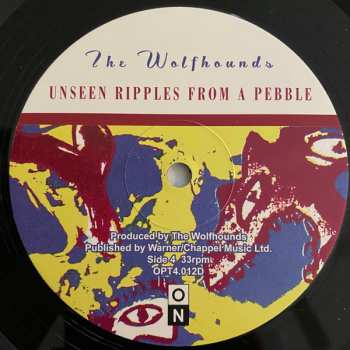 The Wolfhounds
UNSEEN RIPPLES FROM A PEBBLE
Produced by The Wolfhounds
Published by Warner/Chappel Music Ltd.
Side 4 33rpm
OPT4.012D
O
N